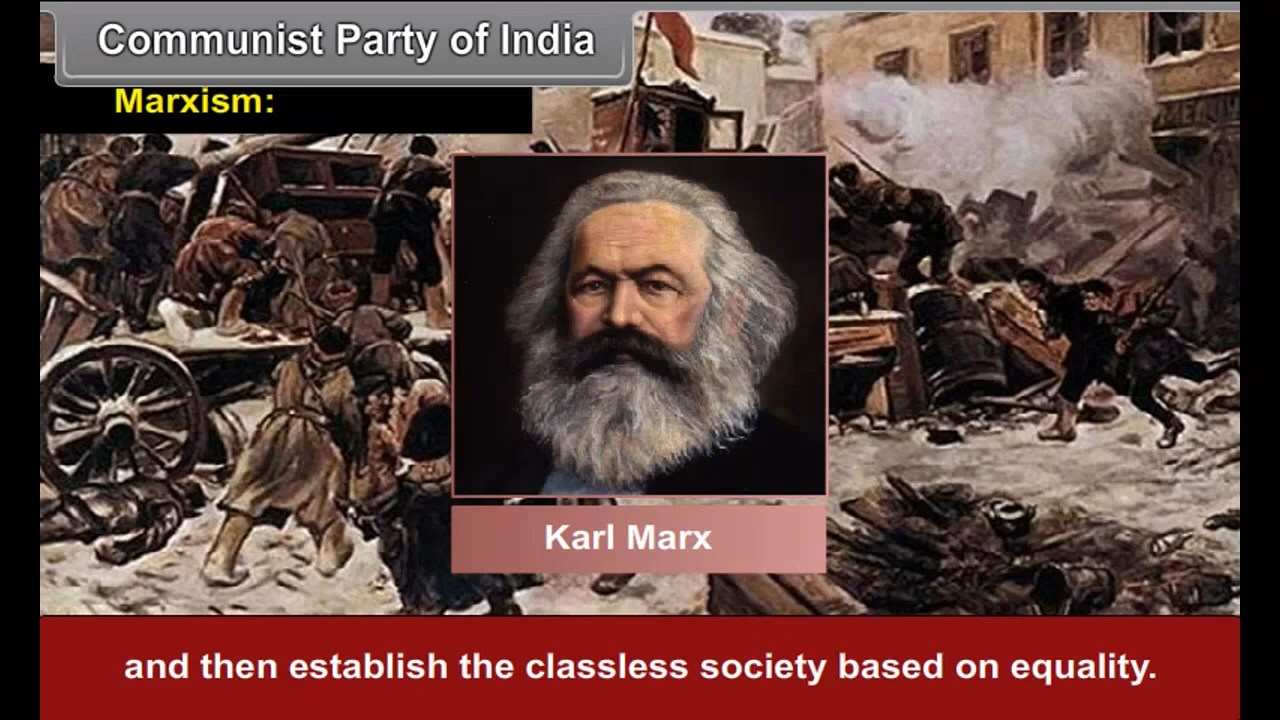 Communist Party of India
Marxism:
Karl Marx
and then establish the classless society based on equality.